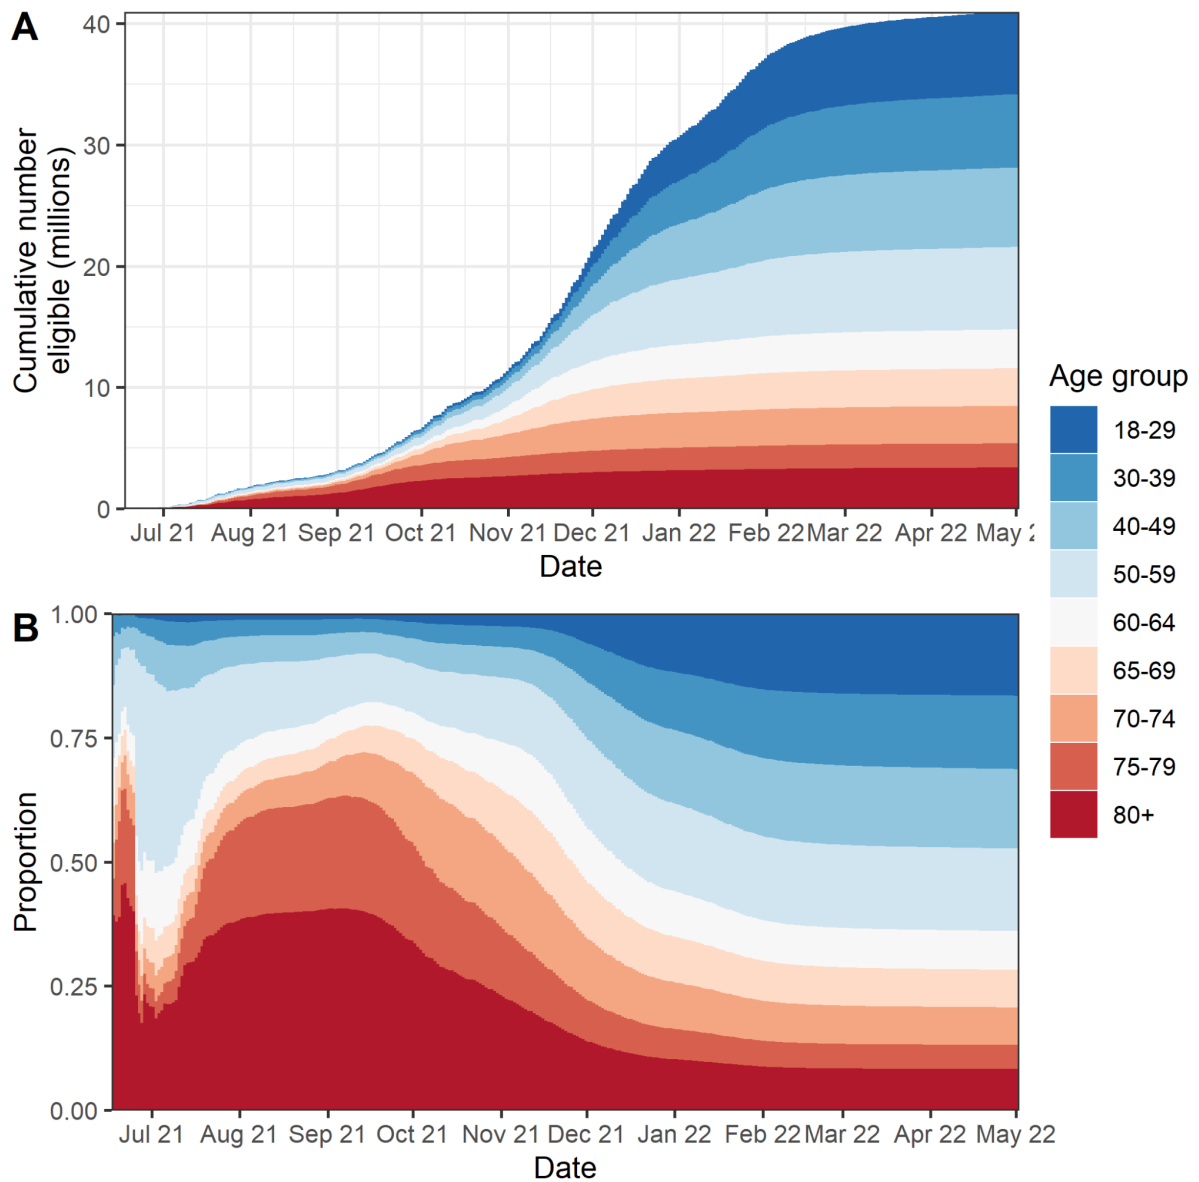 A
Cumulative number
eligible (millions)
40
30
20
10
0
Jul 21 Aug 21 Sep 21 Oct 21 Nov 21 Dec 21 Jan 22 Feb 22 Mar 22 Apr 22 May 2
Date
Age group
18-29
30-39
40-49
50-59
60-64
65-69
70-74
75-79
80+
B
Proportion
1.00
0.75
0.50
0.25
0.00
Jul 21 Aug 21 Sep 21 Oct 21 Nov 21 Dec 21 Jan 22 Feb 22 Mar 22 Apr 22 May 22
Date